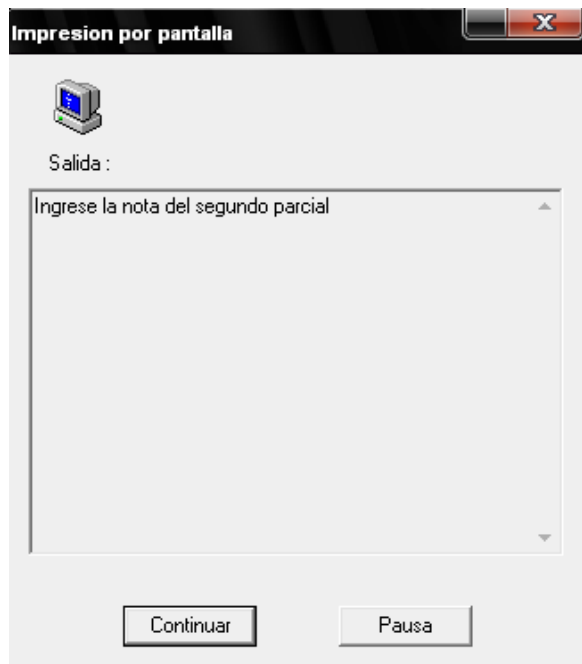 Impresion por pantalla
Salida :
Ingrese la nota del segundo parcial
Continuar
Pausa